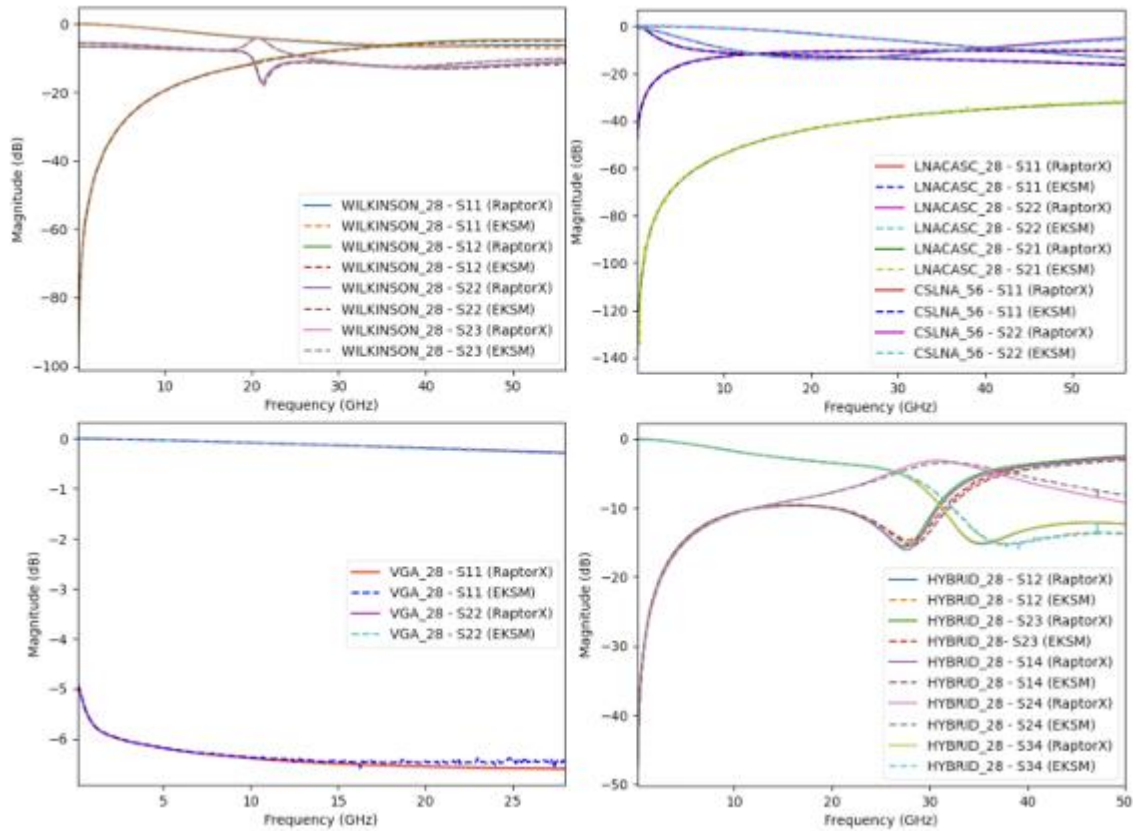 0
−20
−40
−60
−80
−100
Magnitude (dB)
10
20
30
40
50
Frequency (GHz)
WILKINSON_28 - S11 (RaptorX)
WILKINSON_28 - S11 (EKSM)
WILKINSON_28 - S12 (RaptorX)
WILKINSON_28 - S12 (EKSM)
WILKINSON_28 - S22 (RaptorX)
WILKINSON_28 - S22 (EKSM)
WILKINSON_28 - S23 (RaptorX)
WILKINSON_28 - S23 (EKSM)
0
−20
−40
−60
−80
−100
−120
−140
Magnitude (dB)
0
10
20
30
40
50
Frequency (GHz)
LNACASC_28 - S11 (RaptorX)
LNACASC_28 - S11 (EKSM)
LNACASC_28 - S22 (RaptorX)
LNACASC_28 - S22 (EKSM)
LNACASC_28 - S21 (RaptorX)
LNACASC_28 - S21 (EKSM)
CSLNA_56 - S11 (RaptorX)
CSLNA_56 - S11 (EKSM)
CSLNA_56 - S22 (RaptorX)
CSLNA_56 - S22 (EKSM)
0
−1
−2
−3
−4
−5
−6
Magnitude (dB)
5
10
15
20
25
Frequency (GHz)
VGA_28 - S11 (RaptorX)
VGA_28 - S11 (EKSM)
VGA_28 - S22 (RaptorX)
VGA_28 - S22 (EKSM)
0
−10
−20
−30
−40
−50
Magnitude (dB)
10
20
30
40
50
Frequency (GHz)
HYBRID_28 - S12 (RaptorX)
HYBRID_28 - S12 (EKSM)
HYBRID_28 - S23 (RaptorX)
HYBRID_28- S23 (EKSM)
HYBRID_28 - S14 (RaptorX)
HYBRID_28 - S14 (EKSM)
HYBRID_28 - S24 (RaptorX)
HYBRID_28 - S24 (EKSM)
HYBRID_28 - S34 (RaptorX)
HYBRID_28 - S34 (EKSM)